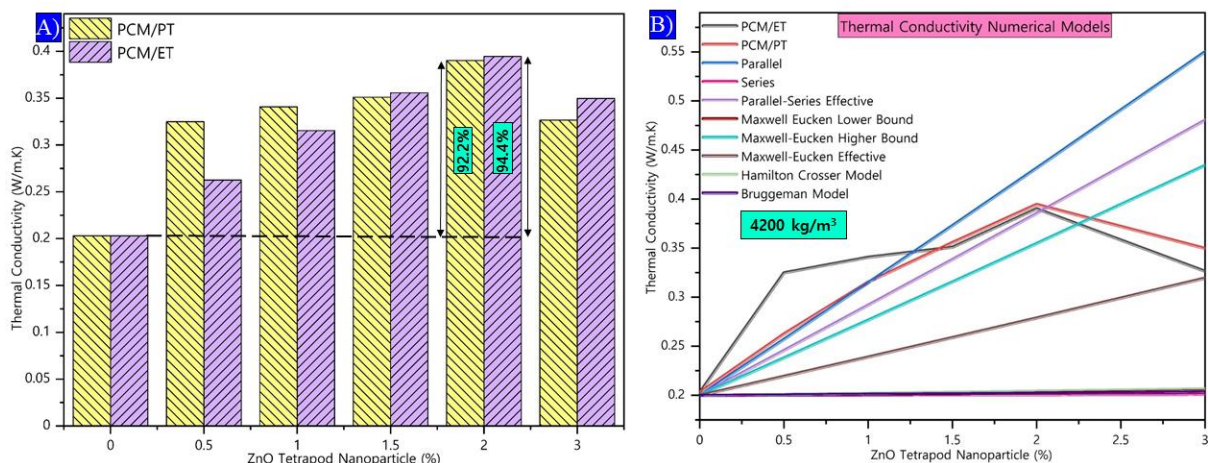 A)
PCM/PT
PCM/ET
Thermal Conductivity (W/m.K)
0.4
0.35
0.3
0.25
0.2
0.15
0.1
0.05
0
92.2%
94.4%
0
0.5
1
1.5
2
3
ZnO Tetrapod Nanoparticle (%)
B)
Thermal Conductivity Numerical Models
PCM/ET
PCM/PT
Parallel
Series
Parallel-Series Effective
Maxwell Eucken Lower Bound
Maxwell-Eucken Higher Bound
Maxwell-Eucken Effective
Hamilton Crosser Model
Bruggeman Model
4200 kg/m³
Thermal Conductivity (W/m.K)
0.55
0.5
0.45
0.4
0.35
0.3
0.25
0.2
0
0.5
1
1.5
2
2.5
3
ZnO Tetrapod Nanoparticle (%)